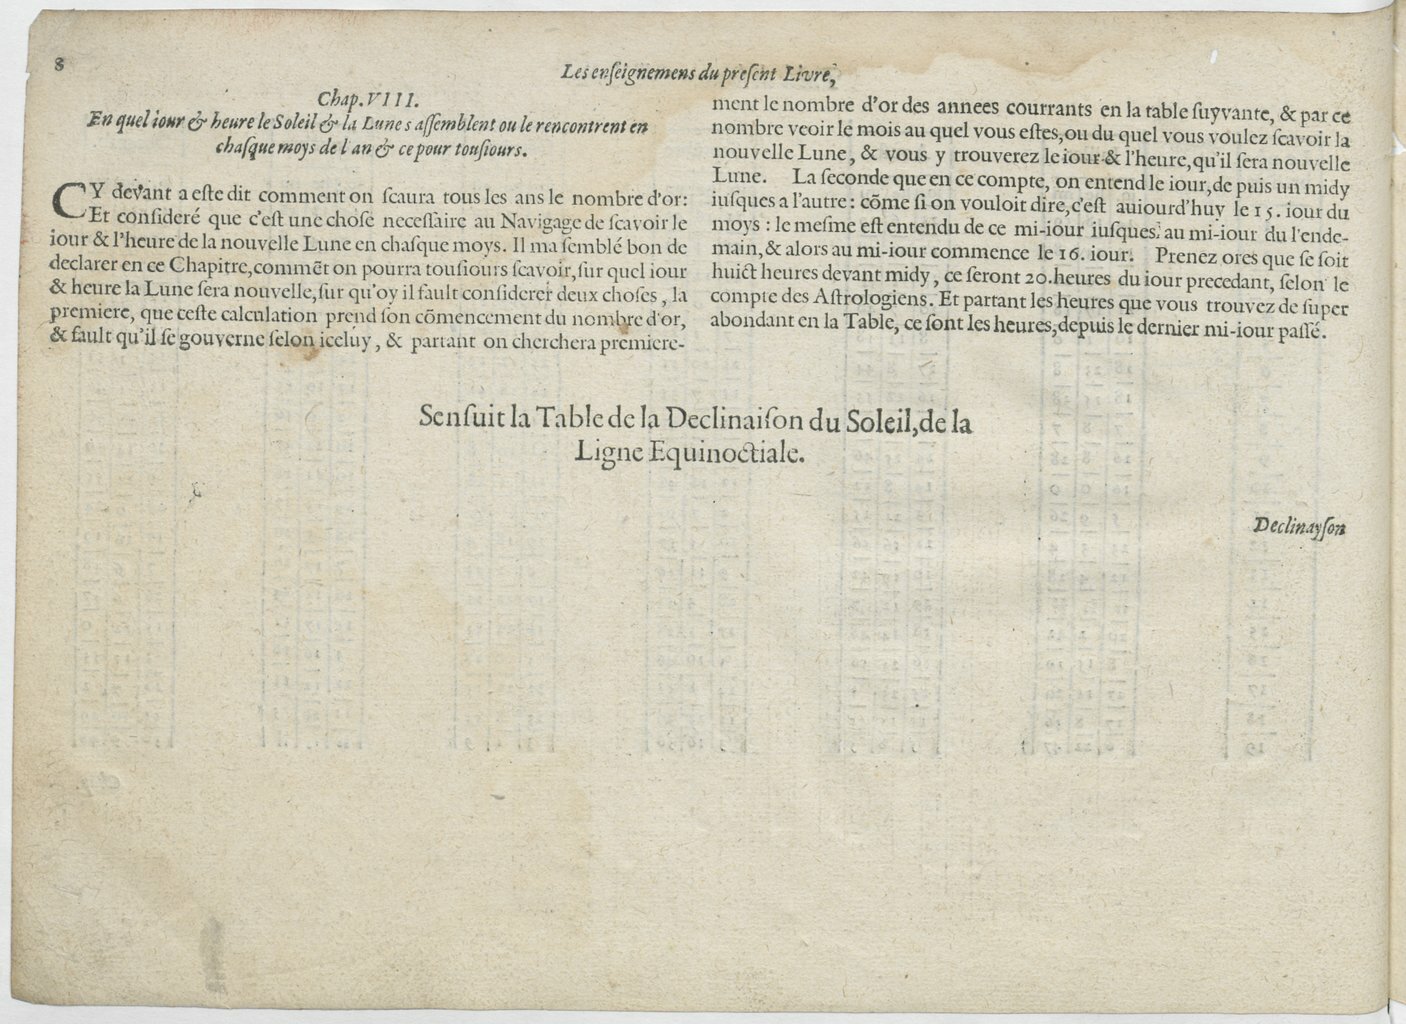 8
Les enseignemens du present Livre,
Chap. VIII.
En quel iour & heure le Soleil & la Lune s assemblent ou le rencontrent en
chasque moys de l an & ce pour tousiours.
CY devant a este dit comment on scaura tous les ans le nombre d'or:
Et consideré que c'est une chose necessaire au Navigage de scavoir le
iour & l'heure de la nouvelle Lune en chasque moys. Il ma semblé bon de
declarer en ce Chapitre, commẽt on pourra tousiours scavoir, sur quel iour
& heure la Lune sera nouvelle, sur qu'oy il fault considerer deux choses, la
premiere, que ceste calculation prend son cõmencement du nombre d'or,
& fault qu'il se gouverne selon iceluy, & partant on cherchera premiere-
ment le nombre d'or des annees courrants en la table suyvante, & par ce
nombre veoir le mois au quel vous estes, ou du quel vous voulez scavoir la
nouvelle Lune, & vous y trouverez le iour & l'heure, qu'il sera nouvelle
Lune. La seconde que en ce compte, on entend le iour, de puis un midy
iusques a l'autre: cõme si on vouloit dire, c'est auiourd'huy le 15. iour du
moys: le mesme est entendu de ce mi-iour iusques: au mi-iour du l'ende-
main, & alors au mi-iour commence le 16. iour. Prenez ores que se soit
huict heures devant midy, ce seront 20. heures du iour precedant, selon le
compte des Astrologiens. Et partant les heures que vous trouvez de super
abondant en la Table, ce sont les heures, depuis le dernier mi-iour passé.
Sensuit la Table de la Declinaison du Soleil, de la
Ligne Equinoctiale.
Declinayson